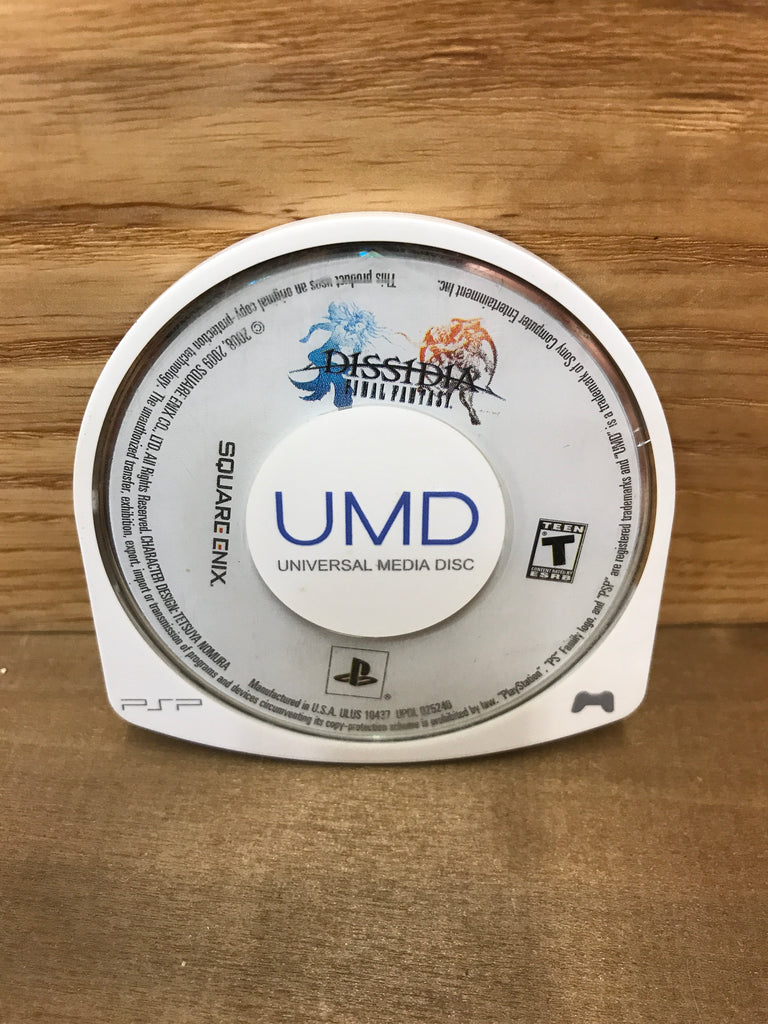 This product uses an original copy-protection technology. The unauthorized transfer, exhibition, export, import or transmission of programs and devices circumventing its copy-protection scheme is prohibited by law. "PlayStation", "PS" Family logo, and "PSP" are registered trademarks and "UMD" is a trademark of Sony Computer Entertainment Inc.
© 2008, 2009 SQUARE ENIX CO., LTD. All Rights Reserved. CHARACTER DESIGN: TETSUYA NOMURA
DISSIDIA
FINAL FANTASY
SQUARE ENIX
UMD
UNIVERSAL MEDIA DISC
TEEN
T
CONTENT RATED BY
ESRB
Manufactured in U.S.A. ULUS 10437 UPDL 025240
®
PSP